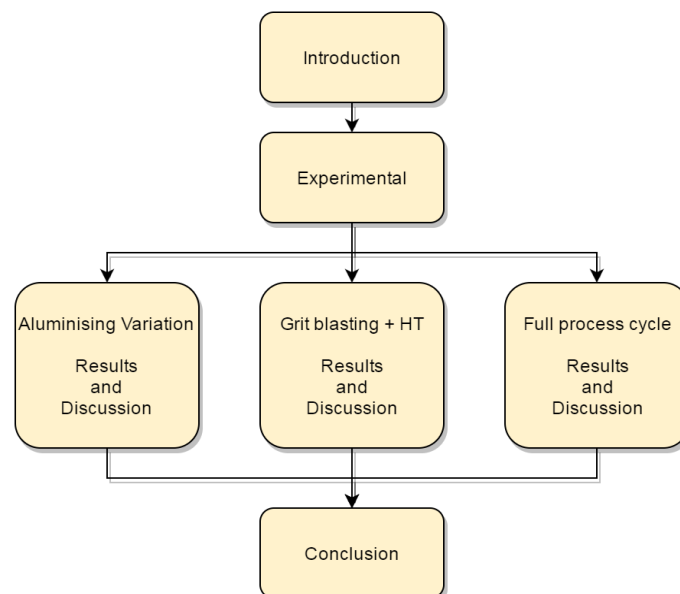 Introduction
Experimental
Aluminising Variation
Results
and
Discussion
Grit blasting + HT
Results
and
Discussion
Full process cycle
Results
and
Discussion
Conclusion